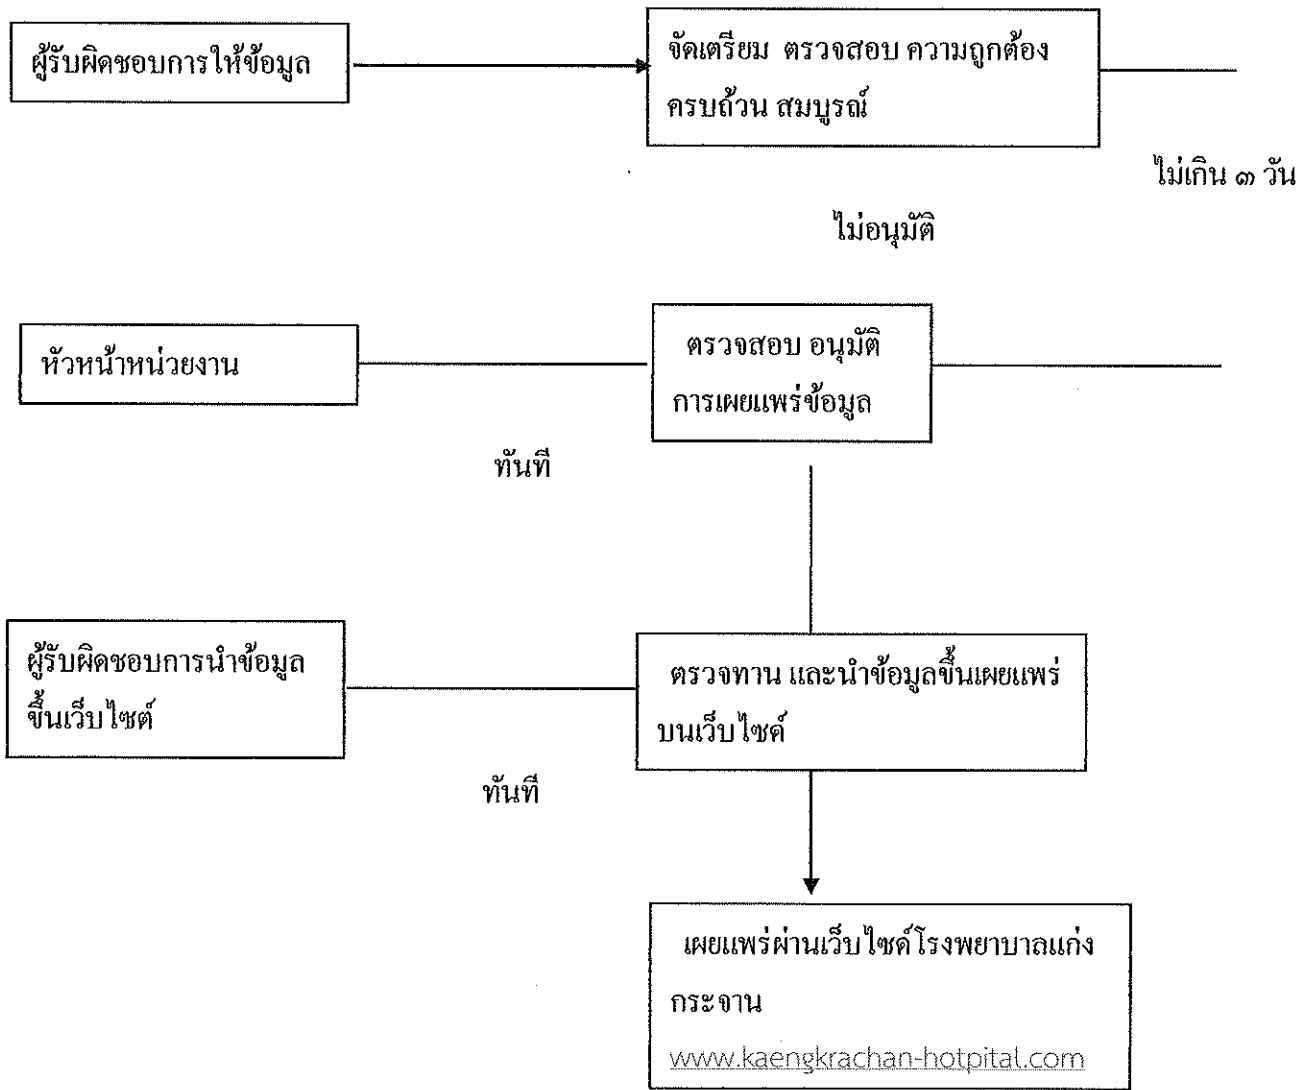 ผู้รับผิดชอบการให้ข้อมูล
จัดเตรียม ตรวจสอบ ความถูกต้อง
ครบถ้วน สมบูรณ์
ไม่เกิน ๓ วัน
ไม่อนุมัติ
หัวหน้าหน่วยงาน
ตรวจสอบ อนุมัติ
การเผยแพร่ข้อมูล
ทันที
ผู้รับผิดชอบการนำข้อมูล
ขึ้นเว็บไซต์
ตรวจทาน และนำข้อมูลขึ้นเผยแพร่
บนเว็บไซค์
ทันที
เผยแพร่ผ่านเว็บไซค์โรงพยาบาลแก่ง
กระจาน
www.kaengkrachan-hotpital.com